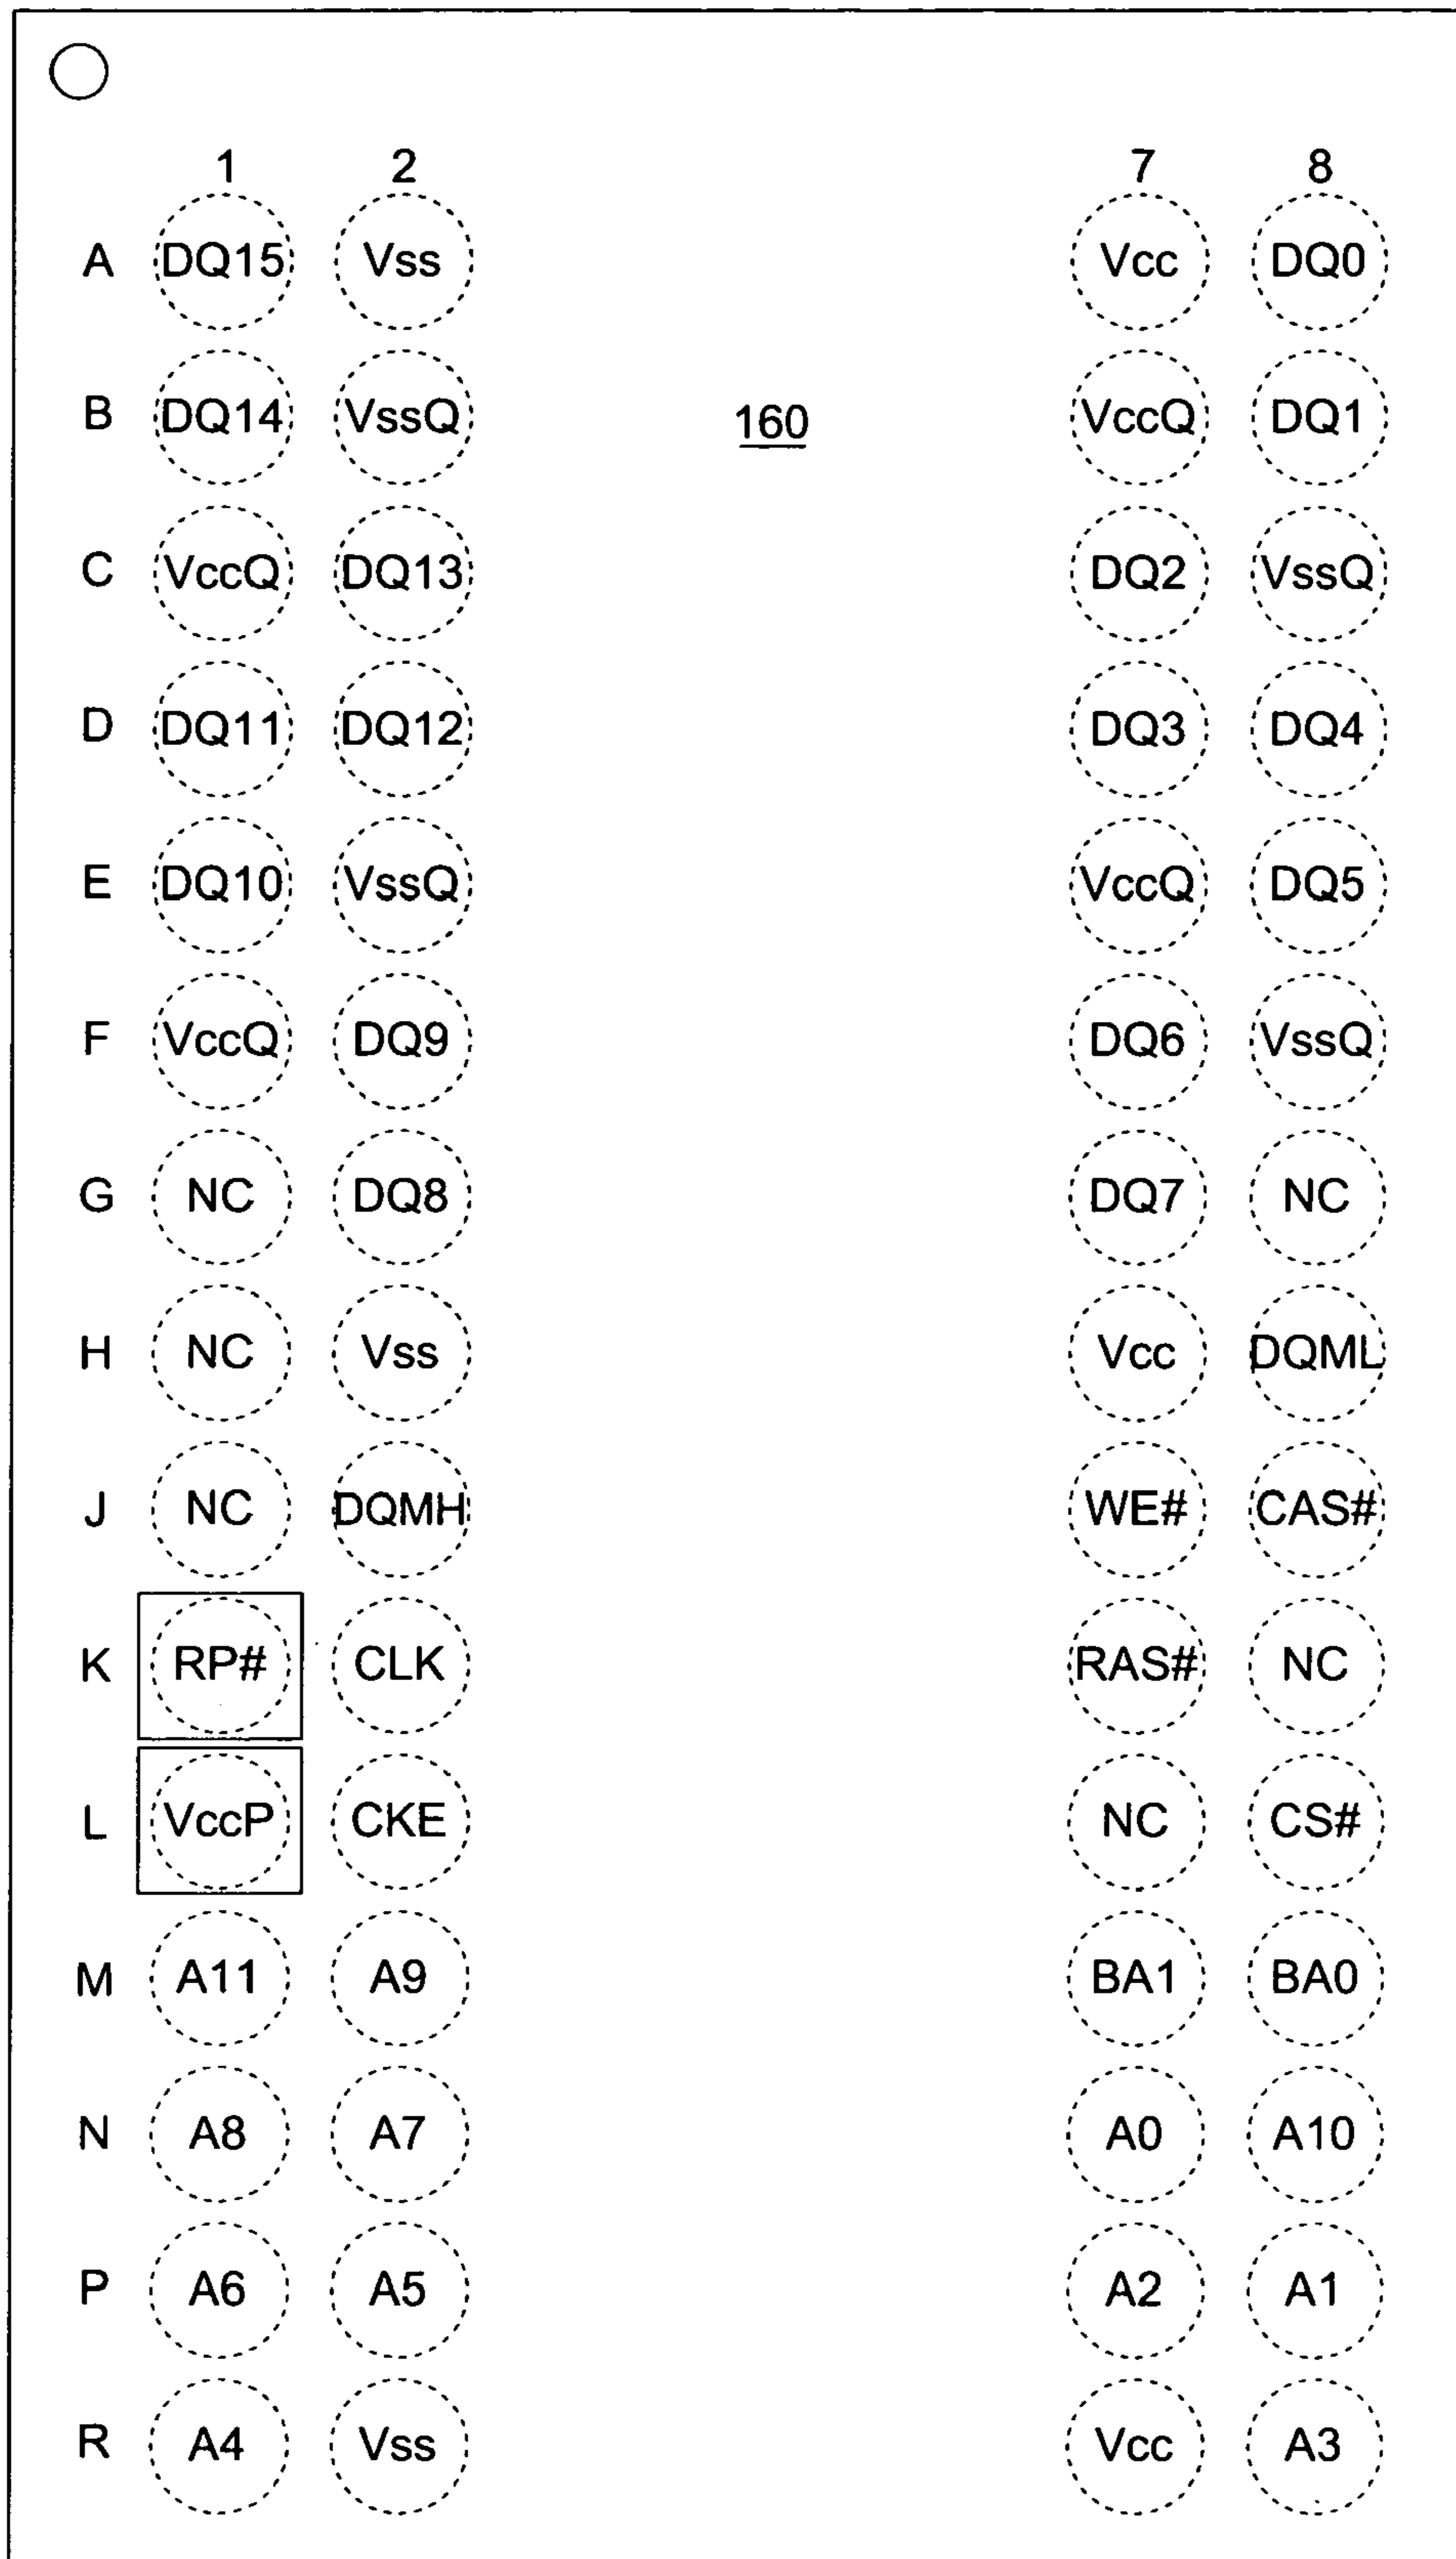 1 2 7 8
A DQ15 Vss Vcc DQ0
B DQ14 VssQ 160 VccQ DQ1
C VccQ DQ13 DQ2 VssQ
D DQ11 DQ12 DQ3 DQ4
E DQ10 VssQ VccQ DQ5
F VccQ DQ9 DQ6 VssQ
G NC DQ8 DQ7 NC
H NC Vss Vcc DQML
J NC DQMH WE# CAS#
K RP# CLK RAS# NC
L VccP CKE NC CS#
M A11 A9 BA1 BA0
N A8 A7 A0 A10
P A6 A5 A2 A1
R A4 Vss Vcc A3